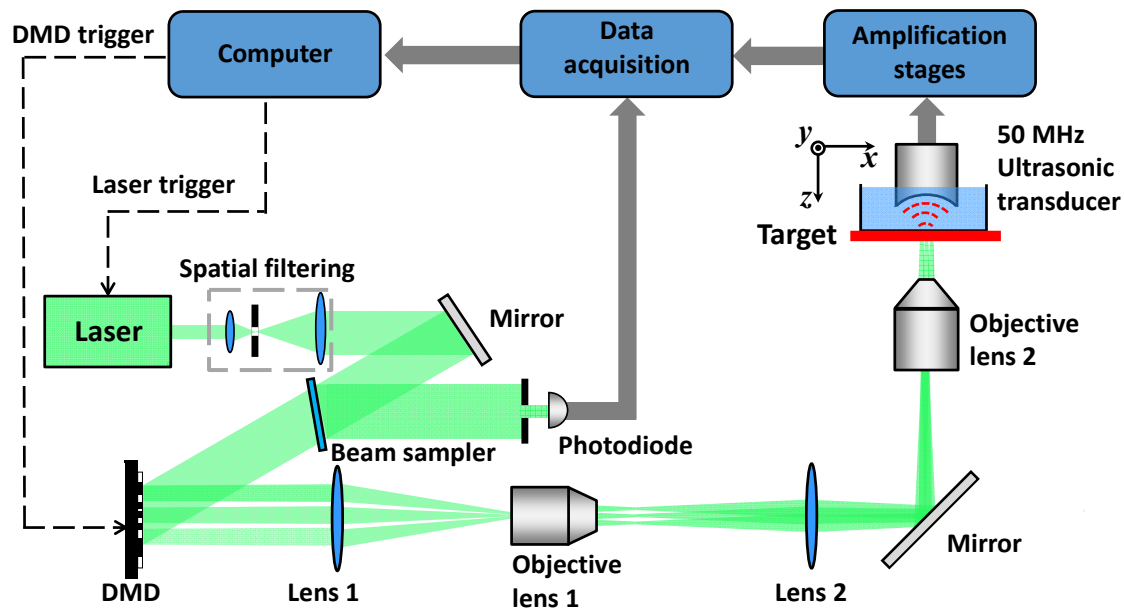 DMD trigger
Computer
Data
acquisition
Amplification
stages
y
x
z
50 MHz
Ultrasonic
transducer
Laser trigger
Target
Spatial filtering
Laser
Mirror
Objective
lens 2
Beam sampler
Photodiode
DMD
Lens 1
Objective
lens 1
Lens 2
Mirror